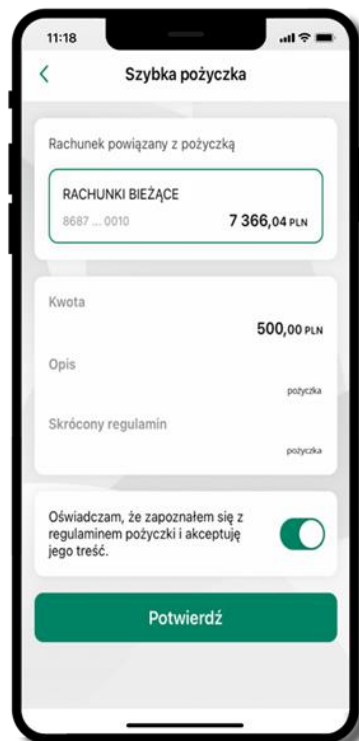 11:18
Szybka pożyczka
Rachunek powiązany z pożyczką
RACHUNKI BIEŻĄCE
8687 ... 0010
7 366,04 PLN
Kwota
500,00 PLN
Opis
pożyczka
Skrócony regulamin
pożyczka
Oświadczam, że zapoznałem się z
regulaminem pożyczki i akceptuję
jego treść.
Potwierdź